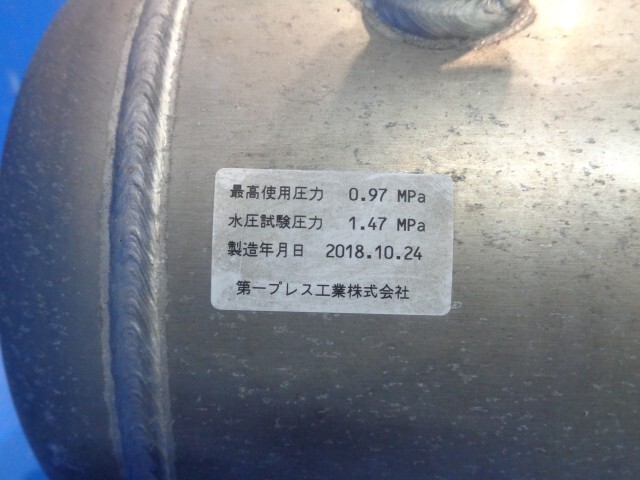 最高使用圧力 0.97 MPa
水圧試験圧力 1.47 MPa
製造年月日 2018.10.24
第一プレス工業株式会社